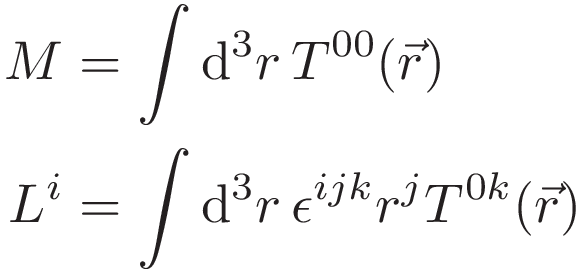 M = ∫ d³r T⁰⁰(r⃗)
Lⁱ = ∫ d³r ϵⁱʲᵏ rʲ T⁰ᵏ(r⃗)